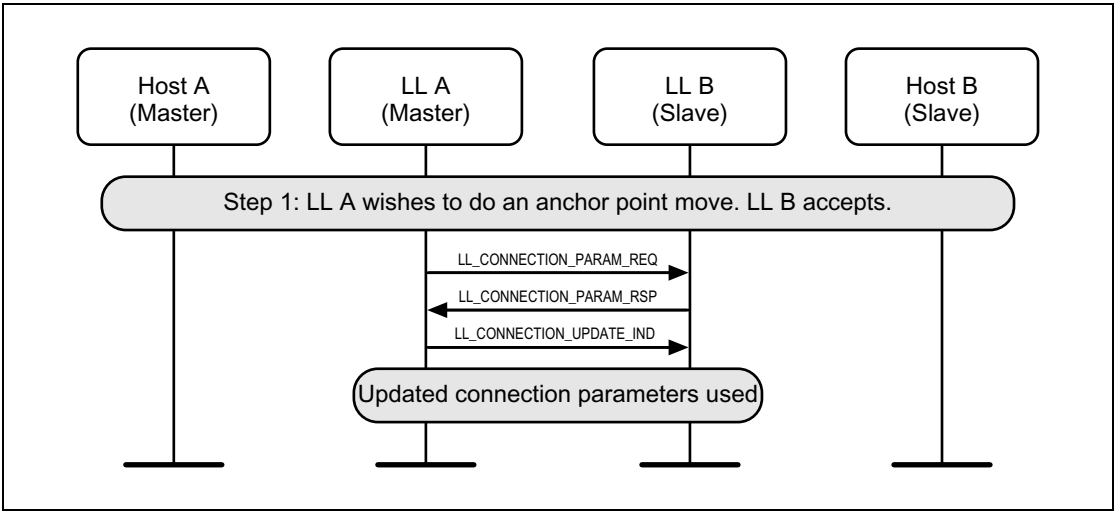 Host A
(Master)
LL A
(Master)
LL B
(Slave)
Host B
(Slave)
Step 1: LL A wishes to do an anchor point move. LL B accepts.
LL_CONNECTION_PARAM_REQ
LL_CONNECTION_PARAM_RSP
LL_CONNECTION_UPDATE_IND
Updated connection parameters used